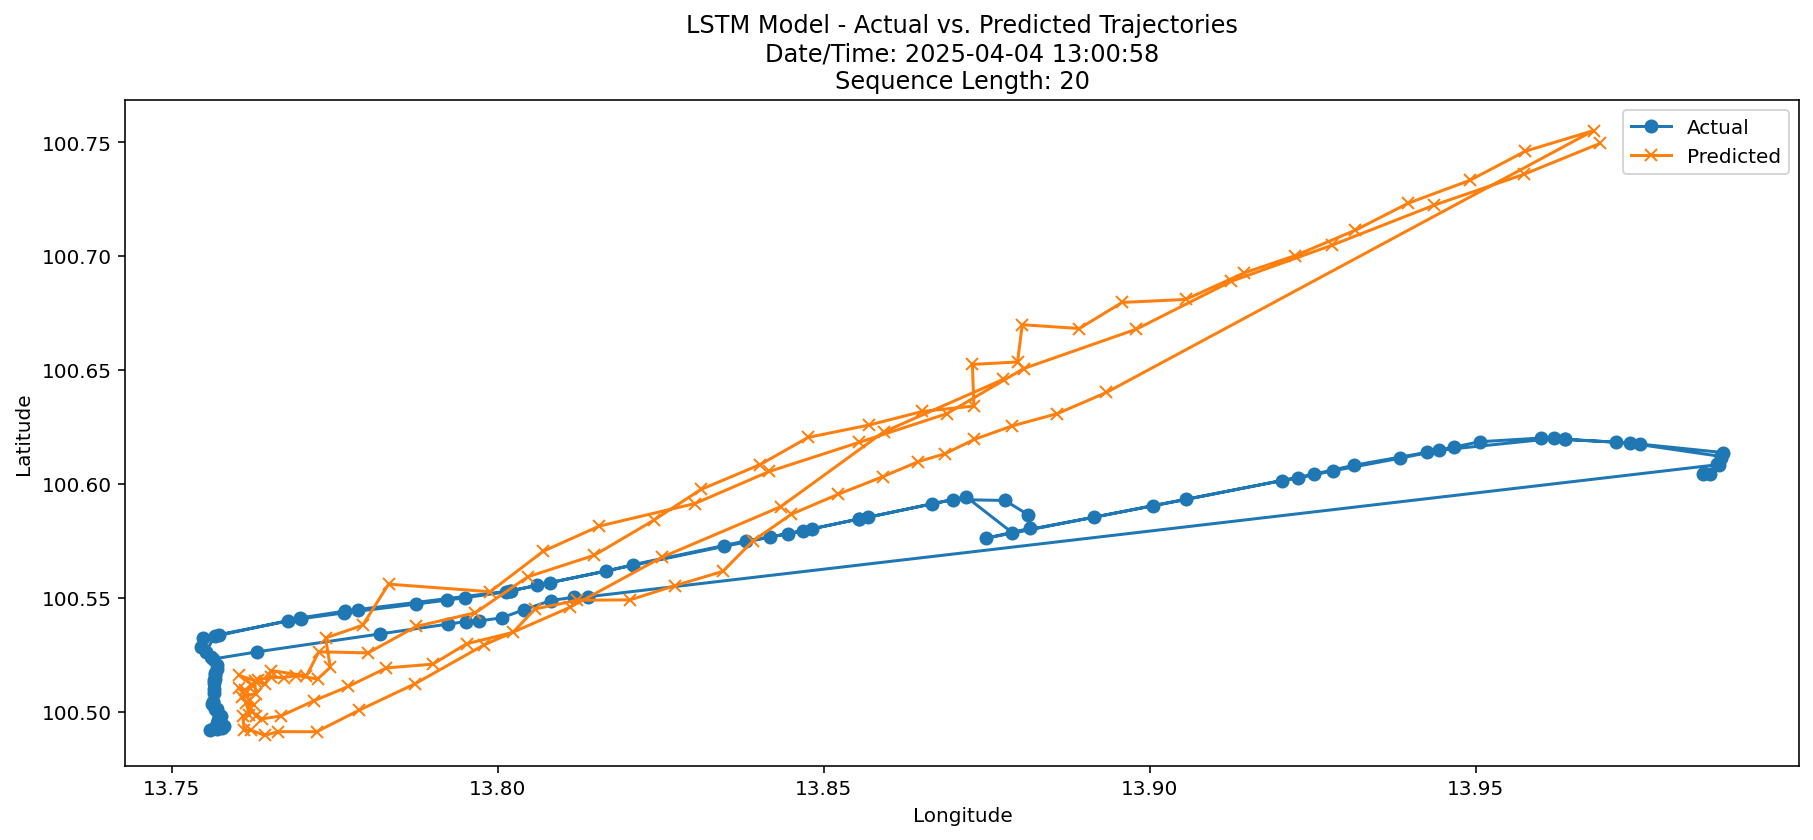 LSTM Model - Actual vs. Predicted Trajectories
Date/Time: 2025-04-04 13:00:58
Sequence Length: 20
Actual
Predicted
100.75
100.70
100.65
100.60
100.55
100.50
Latitude
13.75
13.80
13.85
13.90
13.95
Longitude